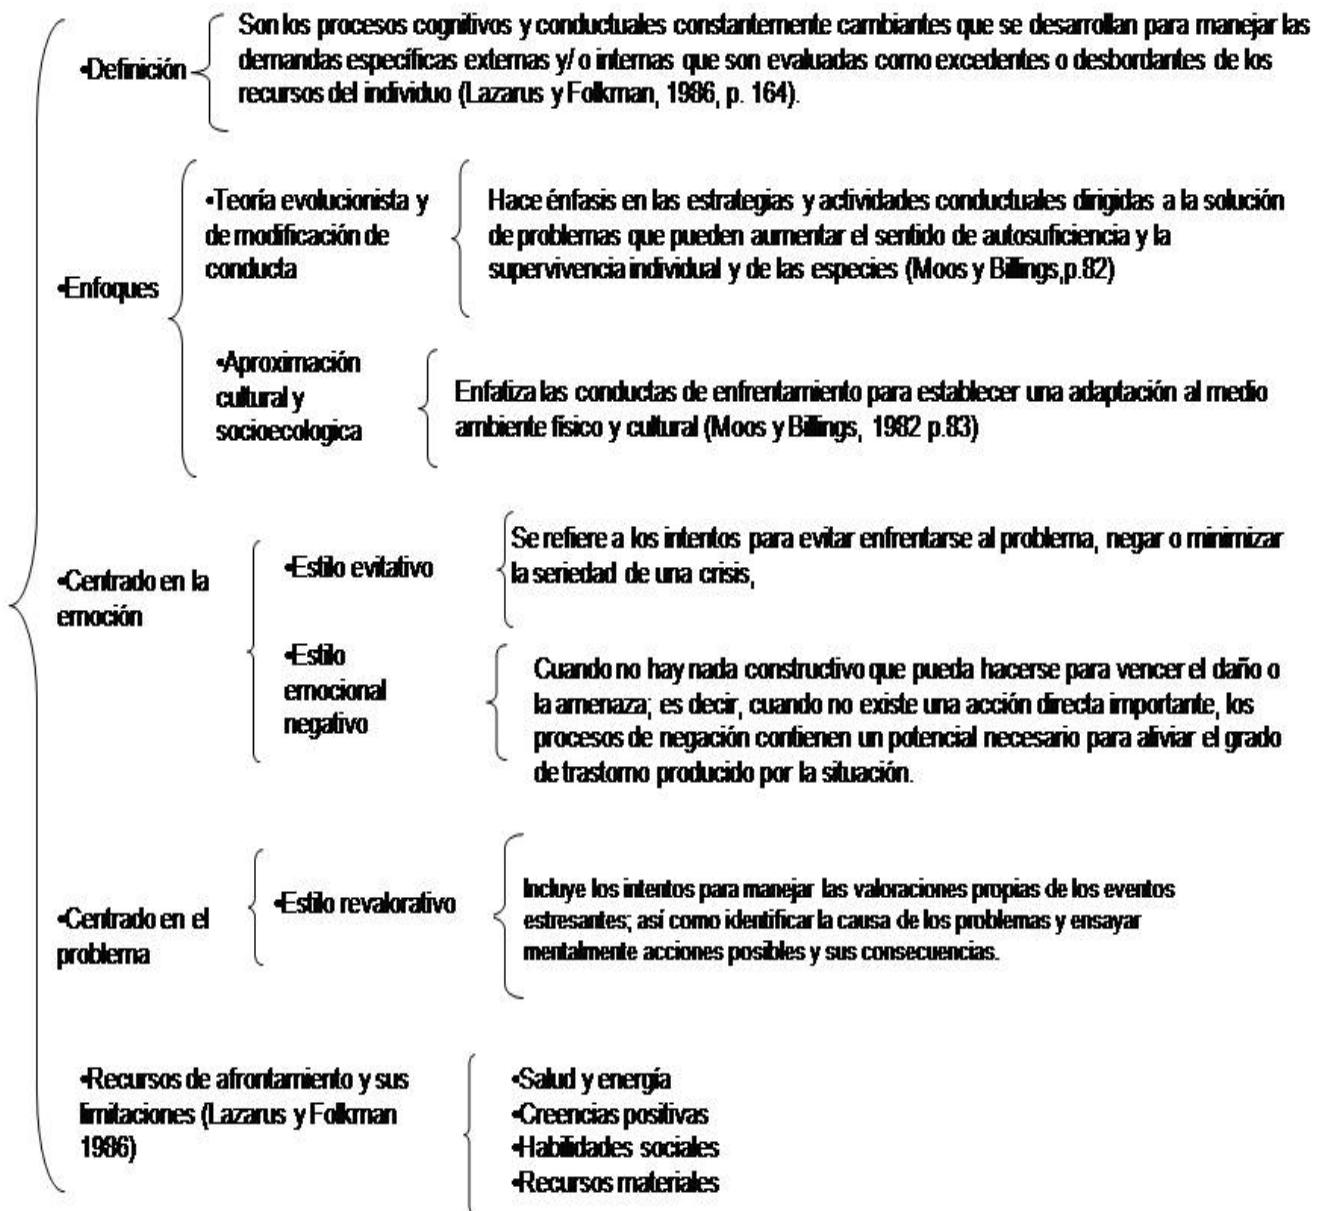 •Definición
Son los procesos cognitivos y conductuales constantemente cambiantes que se desarrollan para manejar las
demandas específicas externas y/ o internas que son evaluadas como excedentes o desbordantes de los
recursos del individuo (Lazarus y Folkman, 1986, p. 164).
•Enfoques
•Teoría evolucionista y
de modificación de
conducta
Hace énfasis en las estrategias y actividades conductuales dirigidas a la solución
de problemas que pueden aumentar el sentido de autosuficiencia y la
supervivencia individual y de las especies (Moos y Billings,p.82)
•Aproximación
cultural y
socioecologica
Enfatiza las conductas de enfrentamiento para establecer una adaptación al medio
ambiente físico y cultural (Moos y Billings, 1982 p.83)
•Centrado en la
emoción
•Estilo evitativo
Se refiere a los intentos para evitar enfrentarse al problema, negar o minimizar
la seriedad de una crisis,
•Estilo
emocional
negativo
Cuando no hay nada constructivo que pueda hacerse para vencer el daño o
la amenaza; es decir, cuando no existe una acción directa importante, los
procesos de negación contienen un potencial necesario para aliviar el grado
de trastorno producido por la situación.
•Centrado en el
problema
•Estilo revalorativo
Incluye los intentos para manejar las valoraciones propias de los eventos
estresantes; así como identificar la causa de los problemas y ensayar
mentalmente acciones posibles y sus consecuencias.
•Recursos de afrontamiento y sus
limitaciones (Lazarus y Folkman
1986)
•Salud y energía
•Creencias positivas
•Habilidades sociales
•Recursos materiales